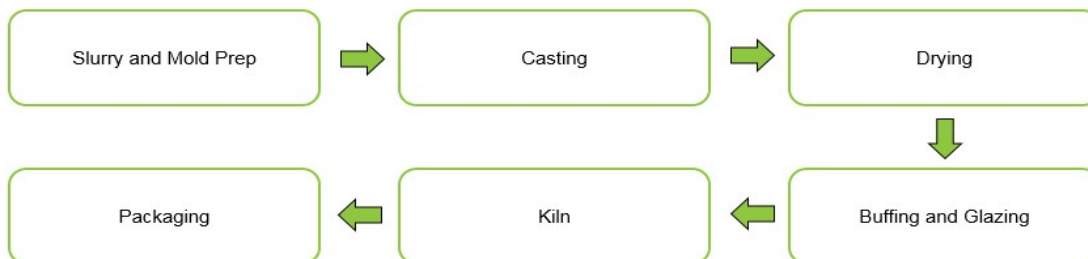 Slurry and Mold Prep
Casting
Drying
Buffing and Glazing
Kiln
Packaging